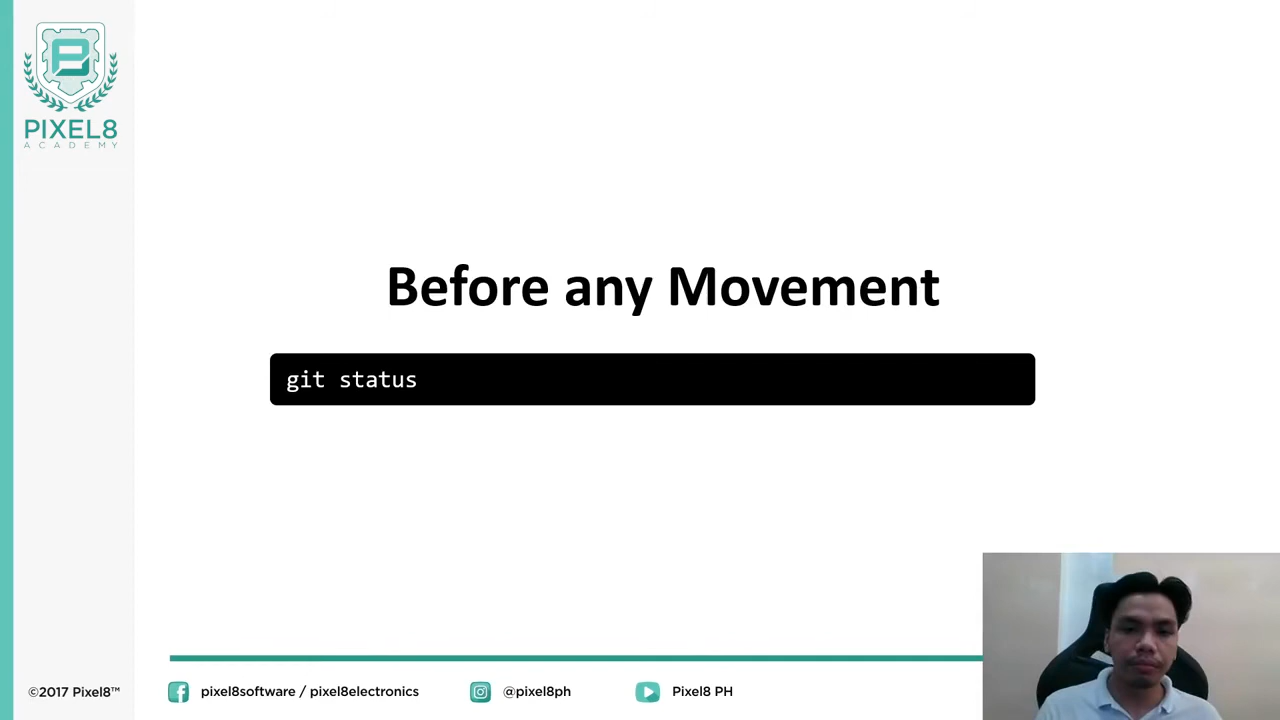 PIXEL8
ACADEMY
Before any Movement
git status
©2017 Pixel8™
pixel8software / pixel8electronics
@pixel8ph
Pixel8 PH